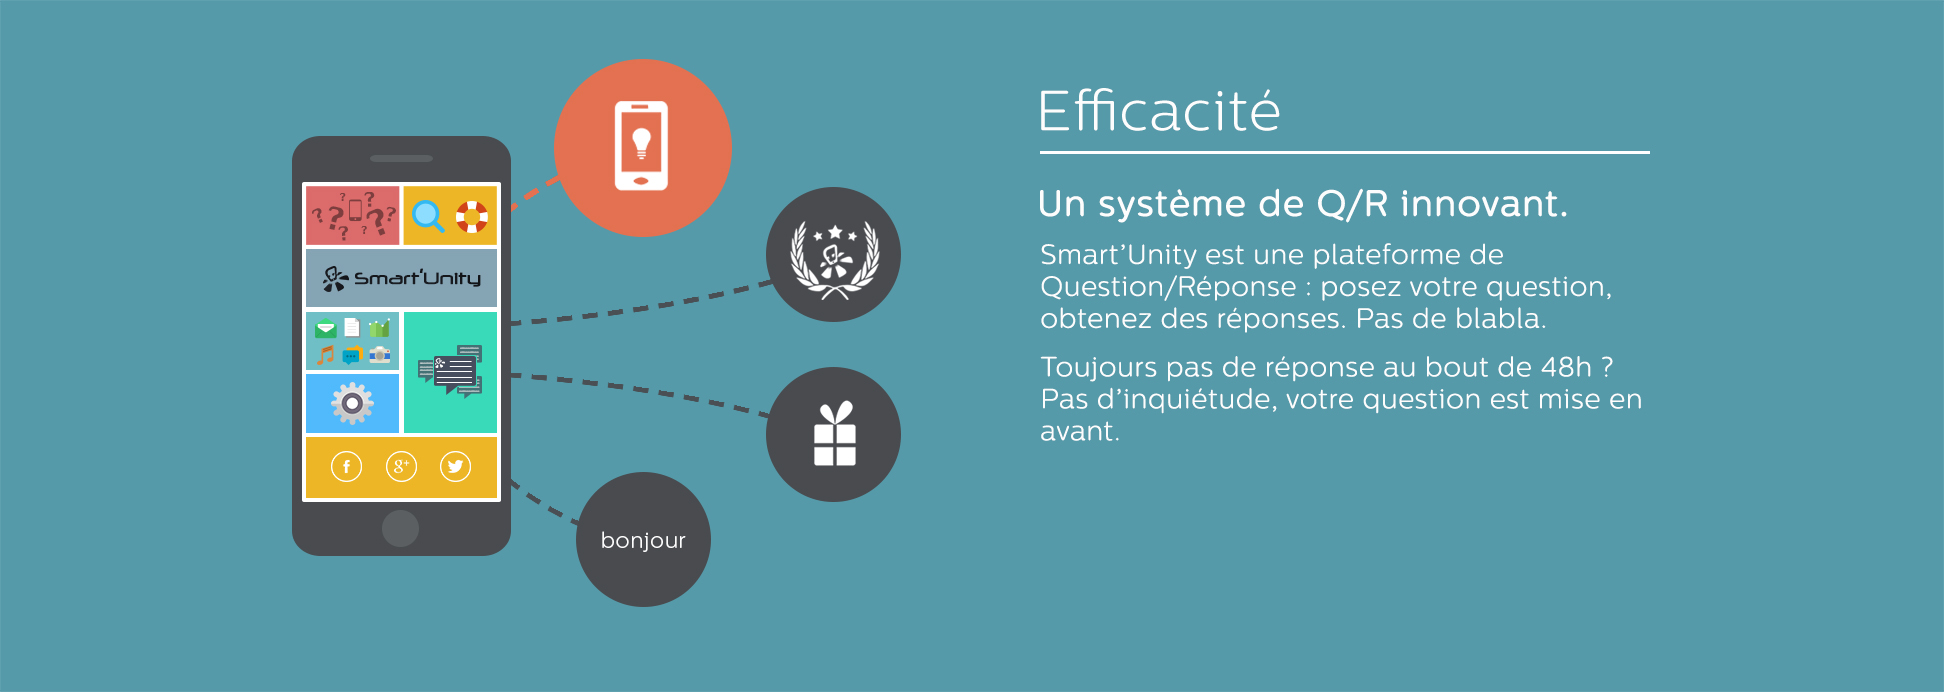 Efficacité
Un système de Q/R innovant.
Smart’Unity est une plateforme de
Question/Réponse : posez votre question,
obtenez des réponses. Pas de blabla.
Toujours pas de réponse au bout de 48h ?
Pas d’inquiétude, votre question est mise en
avant.
? ? ? ? ? ? ? ?
Smart'Unity
f g+
bonjour